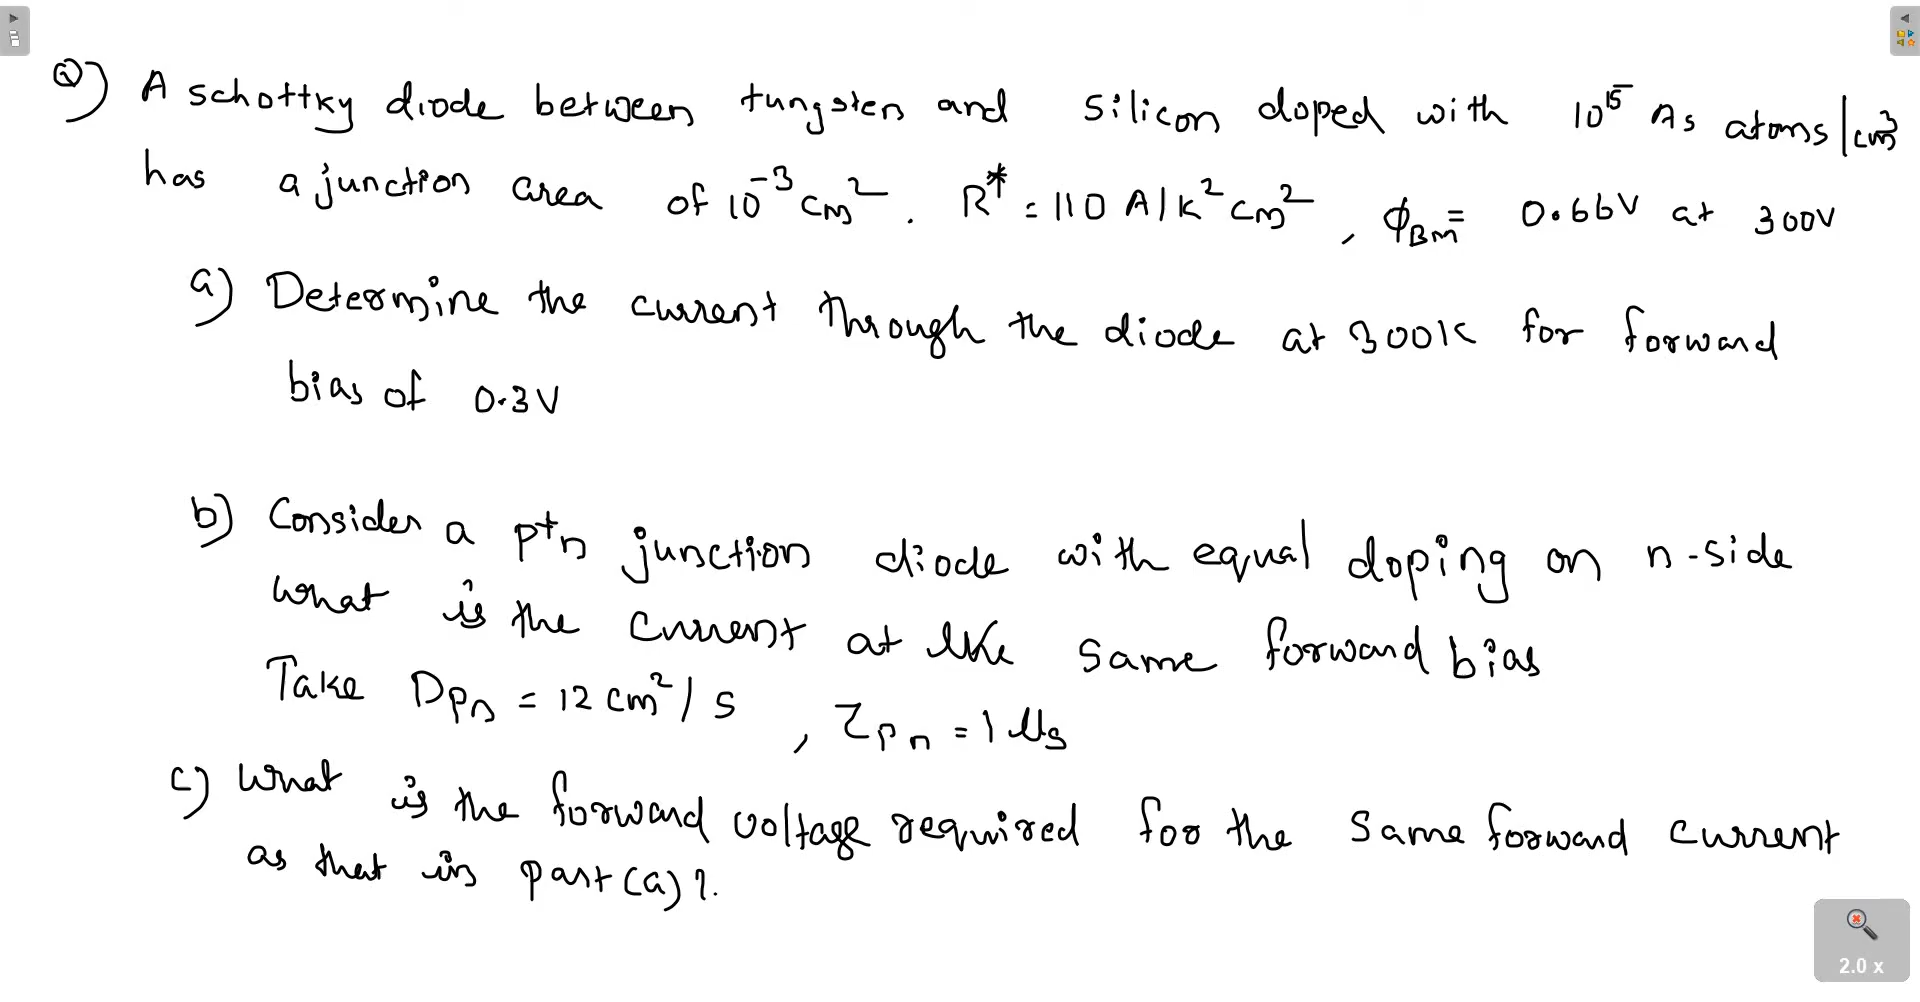 Q) A schottky diode between tungsten and silicon doped with 10^15 As atoms/cm^3
has a junction area of 10^-3 cm^2. R* = 110 A/K^2 cm^2, ϕBm = 0.66V at 300V
a) Determine the current through the diode at 300K for forward
bias of 0.3V
b) Consider a p+n junction diode with equal doping on n-side
what is the current at the same forward bias
Take Dpn = 12 cm^2/s, τpn = 1 μs
c) what is the forward voltage required for the same forward current
as that in part (a)?
2.0 x